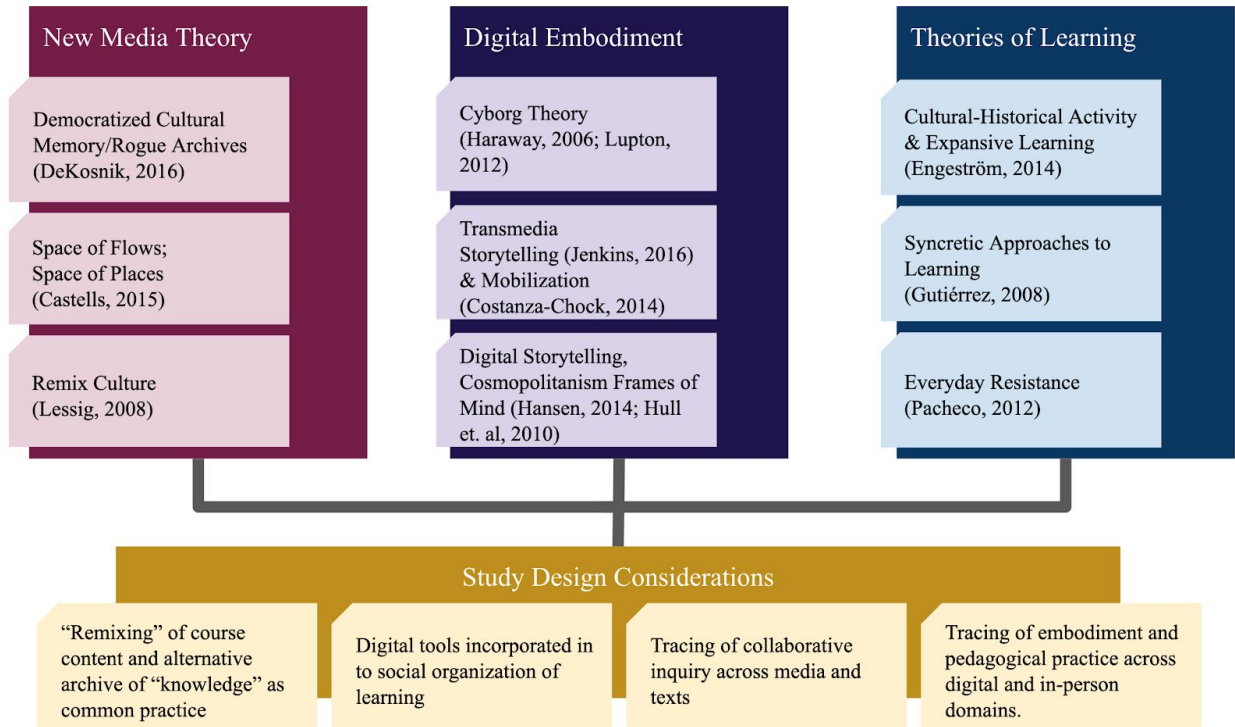 New Media Theory
Democratized Cultural
Memory/Rogue Archives
(DeKosnik, 2016)
Space of Flows;
Space of Places
(Castells, 2015)
Remix Culture
(Lessig, 2008)
Digital Embodiment
Cyborg Theory
(Haraway, 2006; Lupton,
2012)
Transmedia
Storytelling (Jenkins, 2016)
& Mobilization
(Costanza-Chock, 2014)
Digital Storytelling,
Cosmopolitanism Frames of
Mind (Hansen, 2014; Hull
et. al, 2010)
Theories of Learning
Cultural-Historical Activity
& Expansive Learning
(Engeström, 2014)
Syncretic Approaches to
Learning
(Gutiérrez, 2008)
Everyday Resistance
(Pacheco, 2012)
Study Design Considerations
“Remixing” of course
content and alternative
archive of “knowledge” as
common practice
Digital tools incorporated in
to social organization of
learning
Tracing of collaborative
inquiry across media and
texts
Tracing of embodiment and
pedagogical practice across
digital and in-person
domains.